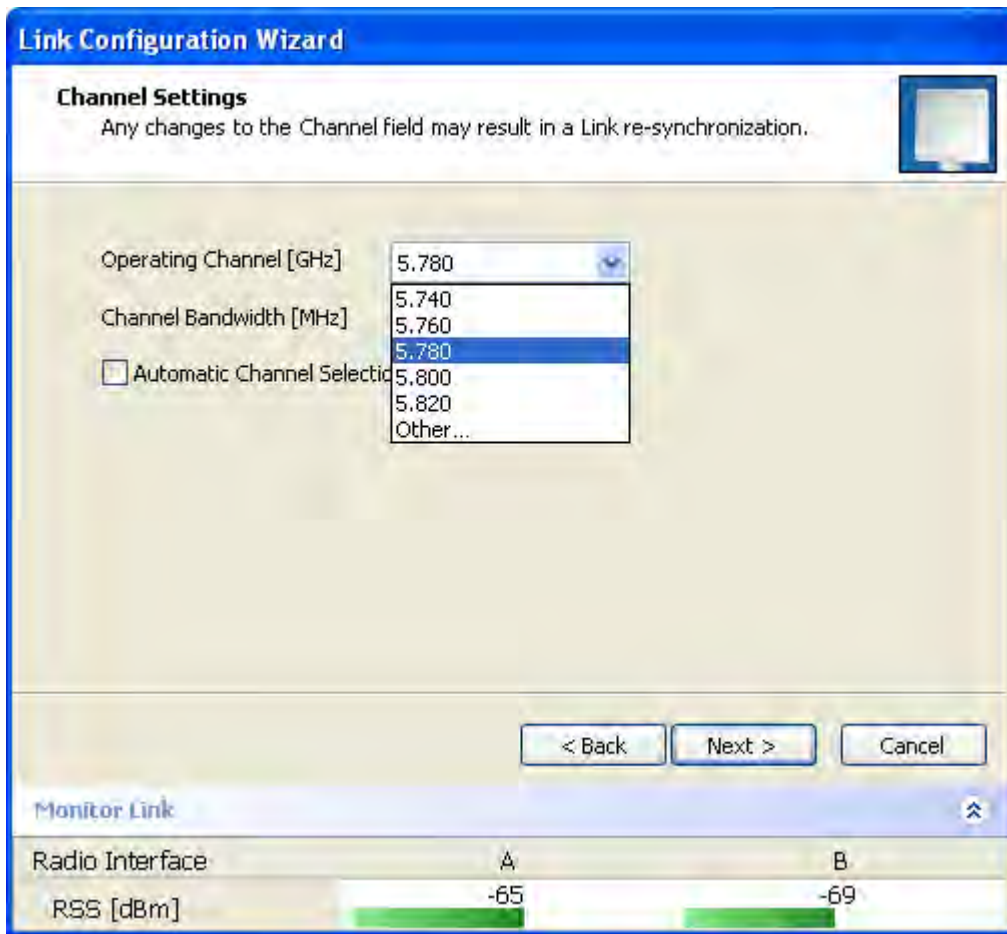 Link Configuration Wizard
Channel Settings
Any changes to the Channel field may result in a Link re-synchronization.
Operating Channel [GHz]
5.780
Channel Bandwidth [MHz]
Automatic Channel Selectio
5.740
5.760
5.780
5.800
5.820
Other...
< Back
Next >
Cancel
Monitor Link
Radio Interface
A
B
RSS [dBm]
-65
-69